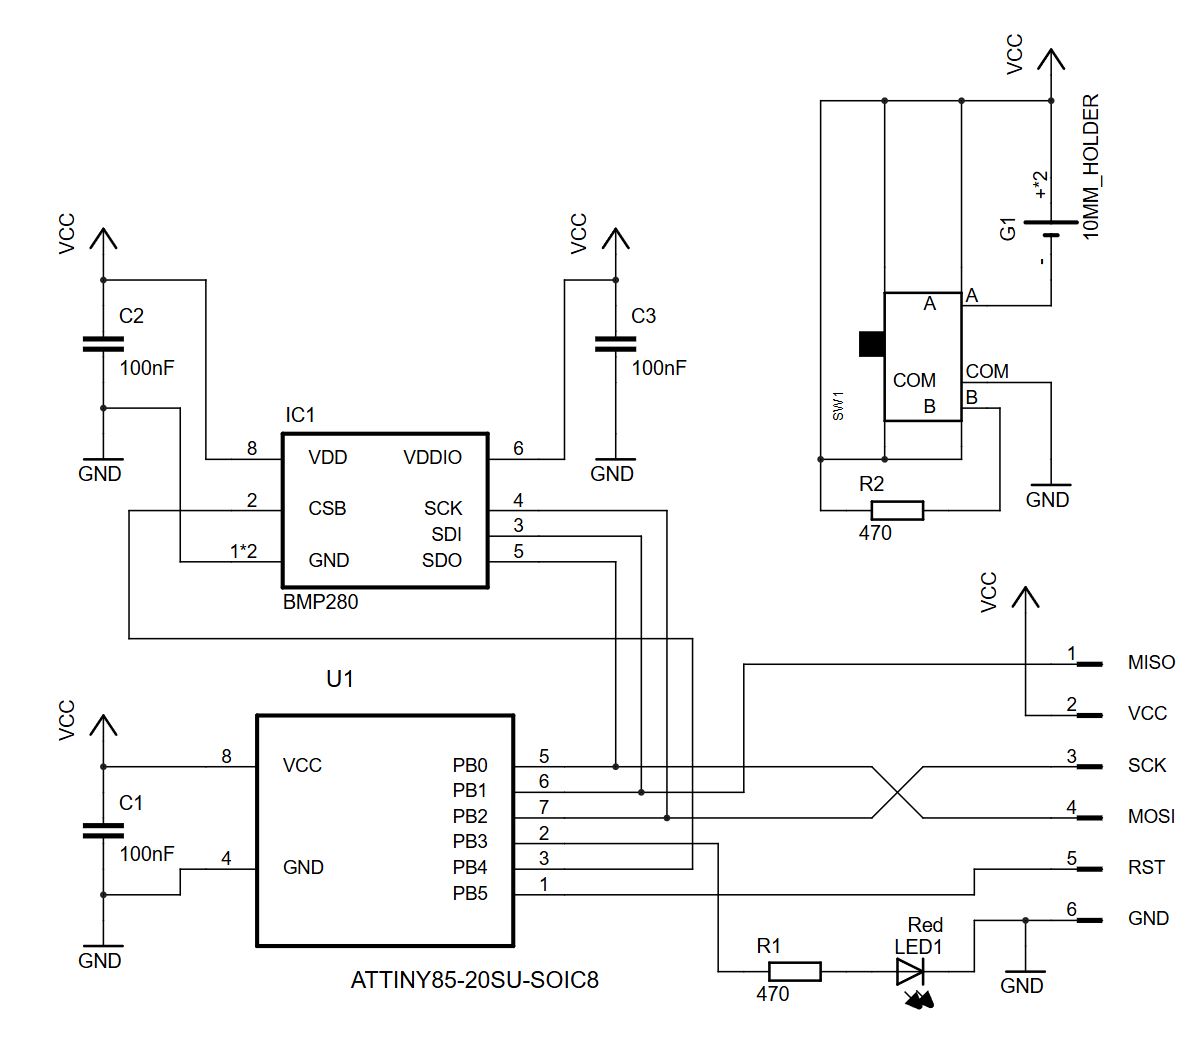 VCC
10MM_HOLDER
+*2
G1
-
VCC
VCC
C2
100nF
C3
100nF
A
A
COM
COM
B
B
SW1
IC1
8
VDD
VDDIO
6
2
CSB
SCK
4
SDI
3
1*2
GND
SDO
5
BMP280
GND
GND
R2
470
GND
VCC
U1
VCC
1
MISO
2
VCC
3
SCK
4
MOSI
5
RST
6
GND
8
VCC
PB0
5
PB1
6
PB2
7
PB3
2
4
GND
PB4
3
PB5
1
C1
100nF
GND
ATTINY85-20SU-SOIC8
R1
470
Red
LED1
GND